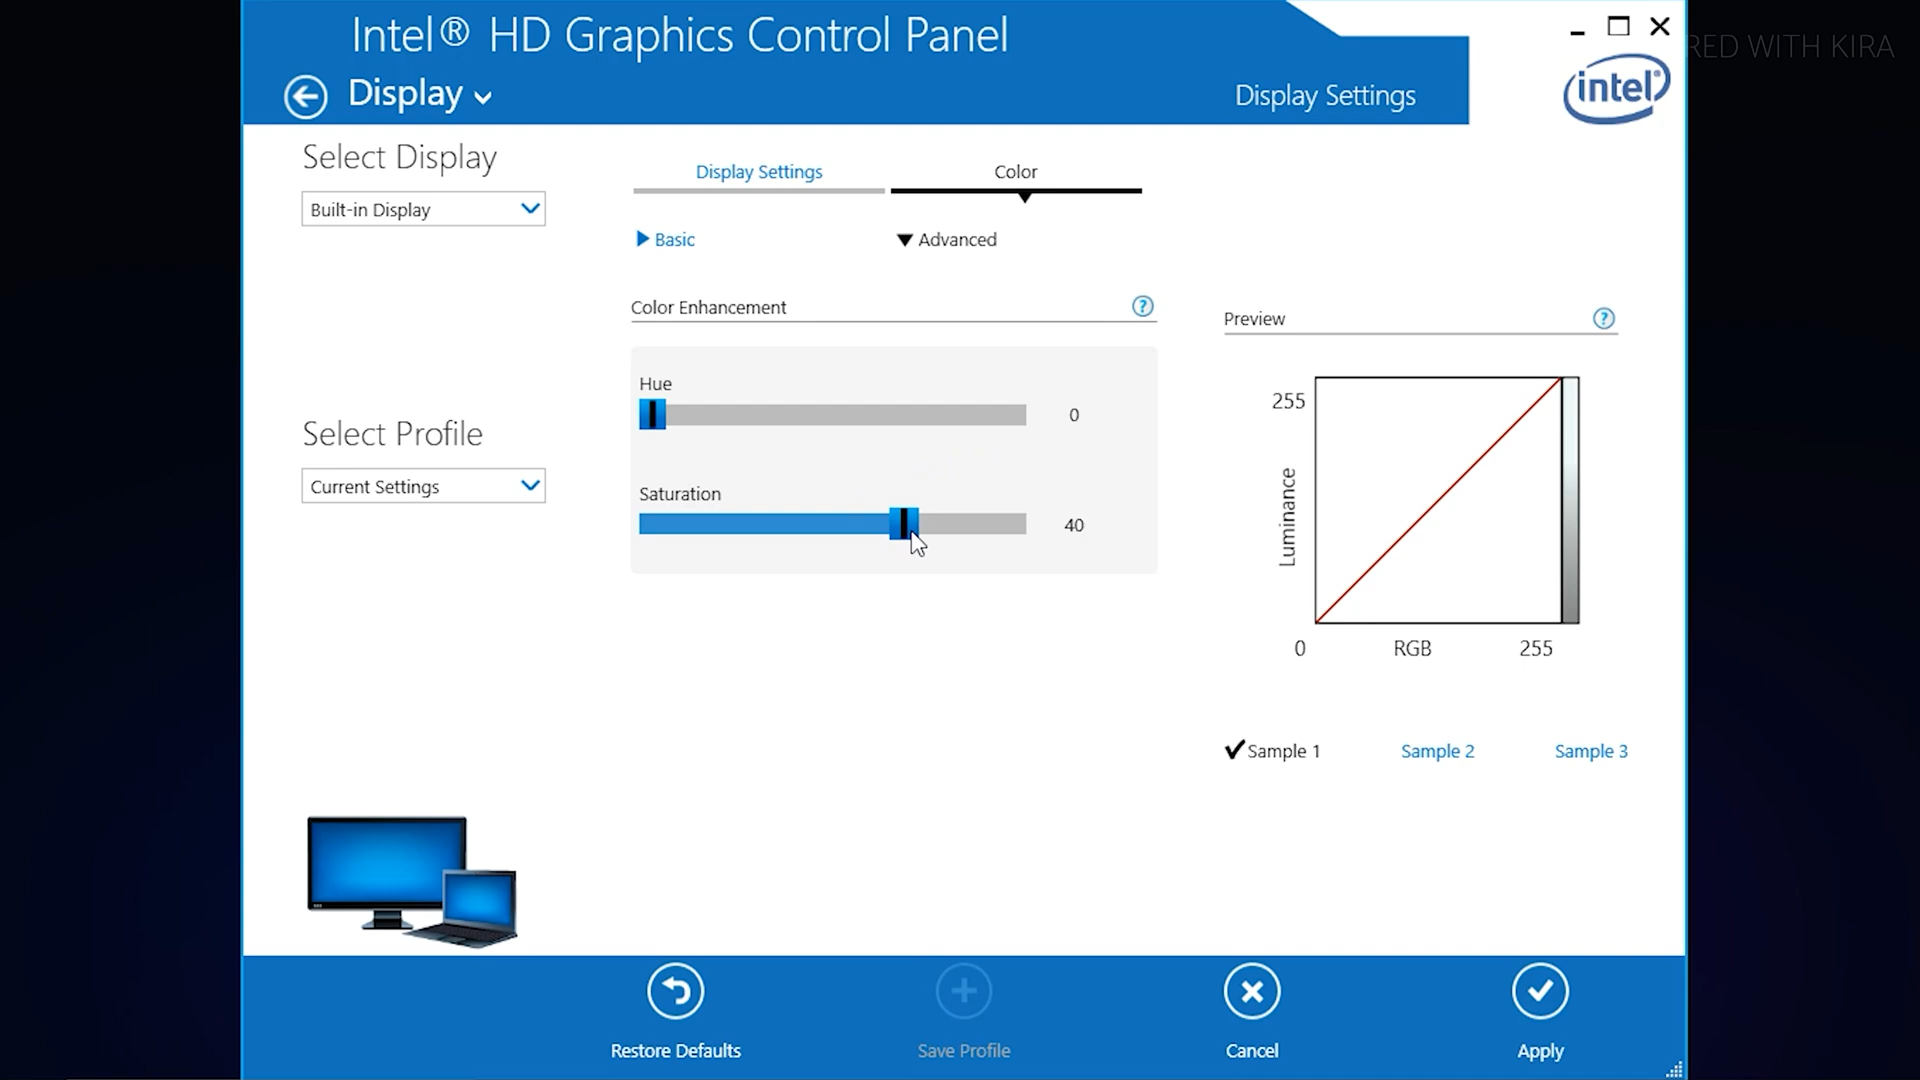 Intel® HD Graphics Control Panel
RED WITH KIRA
Display
Display Settings
intel®
Select Display
Built-in Display
Display Settings
Color
Basic
Advanced
Color Enhancement
?
Preview
?
Hue
0
Saturation
40
255
Luminance
0
RGB
255
Select Profile
Current Settings
Sample 1
Sample 2
Sample 3
Restore Defaults
Save Profile
Cancel
Apply